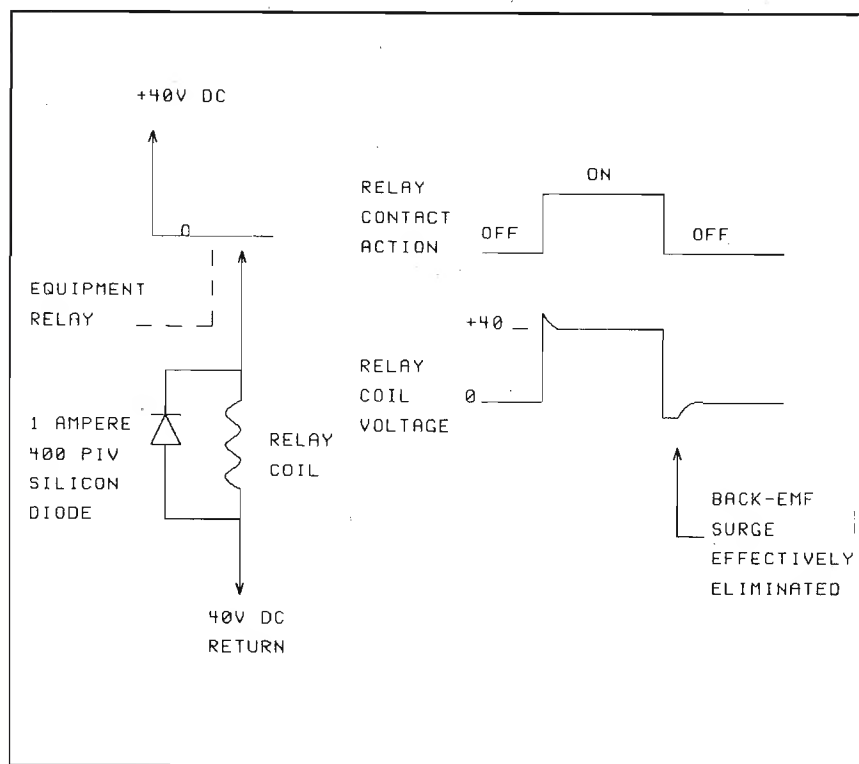 +40V DC
EQUIPMENT
RELAY
1 AMPERE
400 PIV
SILICON
DIODE
RELAY
COIL
40V DC
RETURN
RELAY
CONTACT
ACTION
OFF
ON
OFF
+40
RELAY
COIL
VOLTAGE
0
BACK-EMF
SURGE
EFFECTIVELY
ELIMINATED